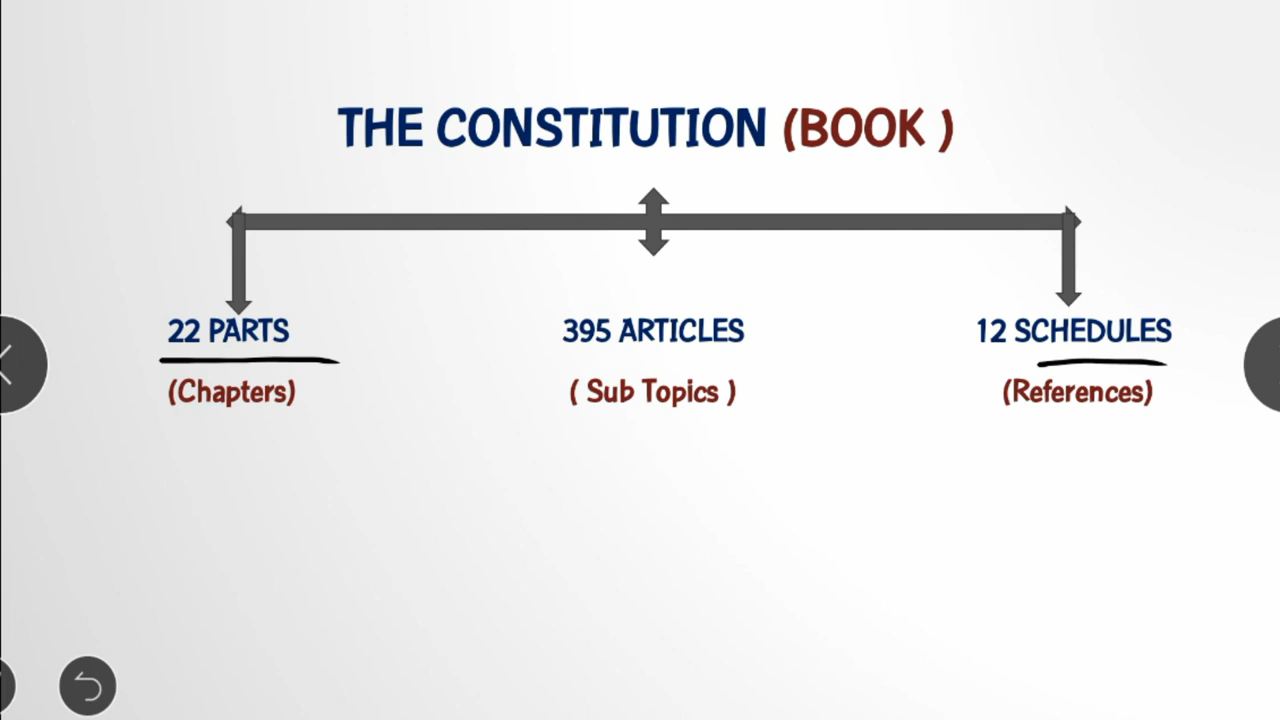 THE CONSTITUTION (BOOK )
22 PARTS
395 ARTICLES
12 SCHEDULES
(Chapters)
( Sub Topics )
(References)